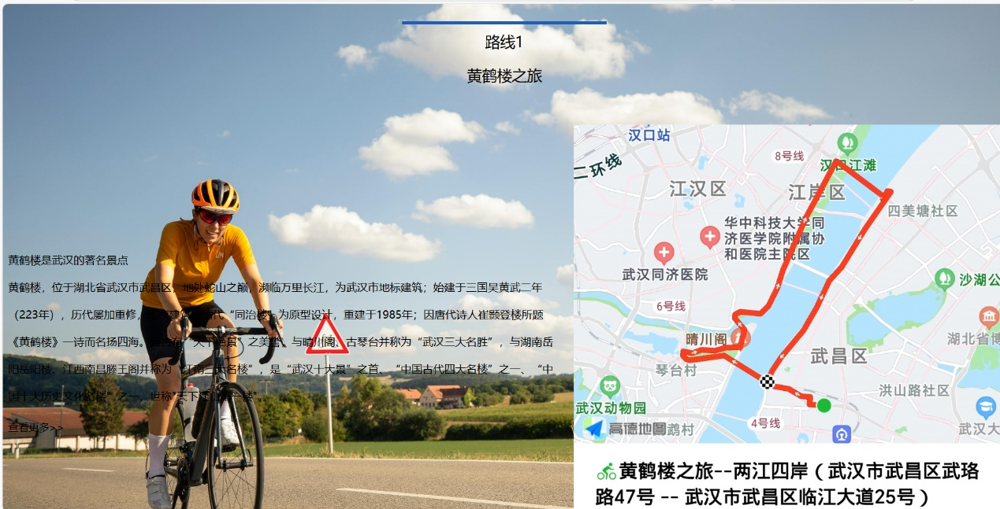 路线1
黄鹤楼之旅
黄鹤楼是武汉的著名景点
黄鹤楼，位于湖北省武汉市武昌区，地处蛇山之巅，濒临万里长江，为武汉市地标建筑；始建于三国吴黄武二年
（223年），历代屡加重修，代“同治楼”为原型设计，重建于1985年；因唐代诗人崔颢登楼所题
《黄鹤楼》一诗而名扬四海。“天下绝景”之美誉，与晴川阁、古琴台并称为“武汉三大名胜”，与湖南岳
阳岳阳楼、江西南昌滕王阁并称为“江南三大名楼”，是“武汉十大景”之首、“中国古代四大名楼”之一、“中
国十大历史文化名楼”之一，世称“天下江山第一楼”。
查看更多>>
汉口站
8号线
汉口江滩
二环线
江汉区
江岸区
四美塘社区
华中科技大学同
济医学院附属协
和医院主院区
武汉同济医院
沙湖公
6号线
晴川阁
湖北省博
武昌区
琴台村
洪山路社区
武汉动物园
4号线
高德地图
鹉村
武汉大
黄鹤楼之旅--两江四岸（武汉市武昌区武珞
路47号 -- 武汉市武昌区临江大道25号）